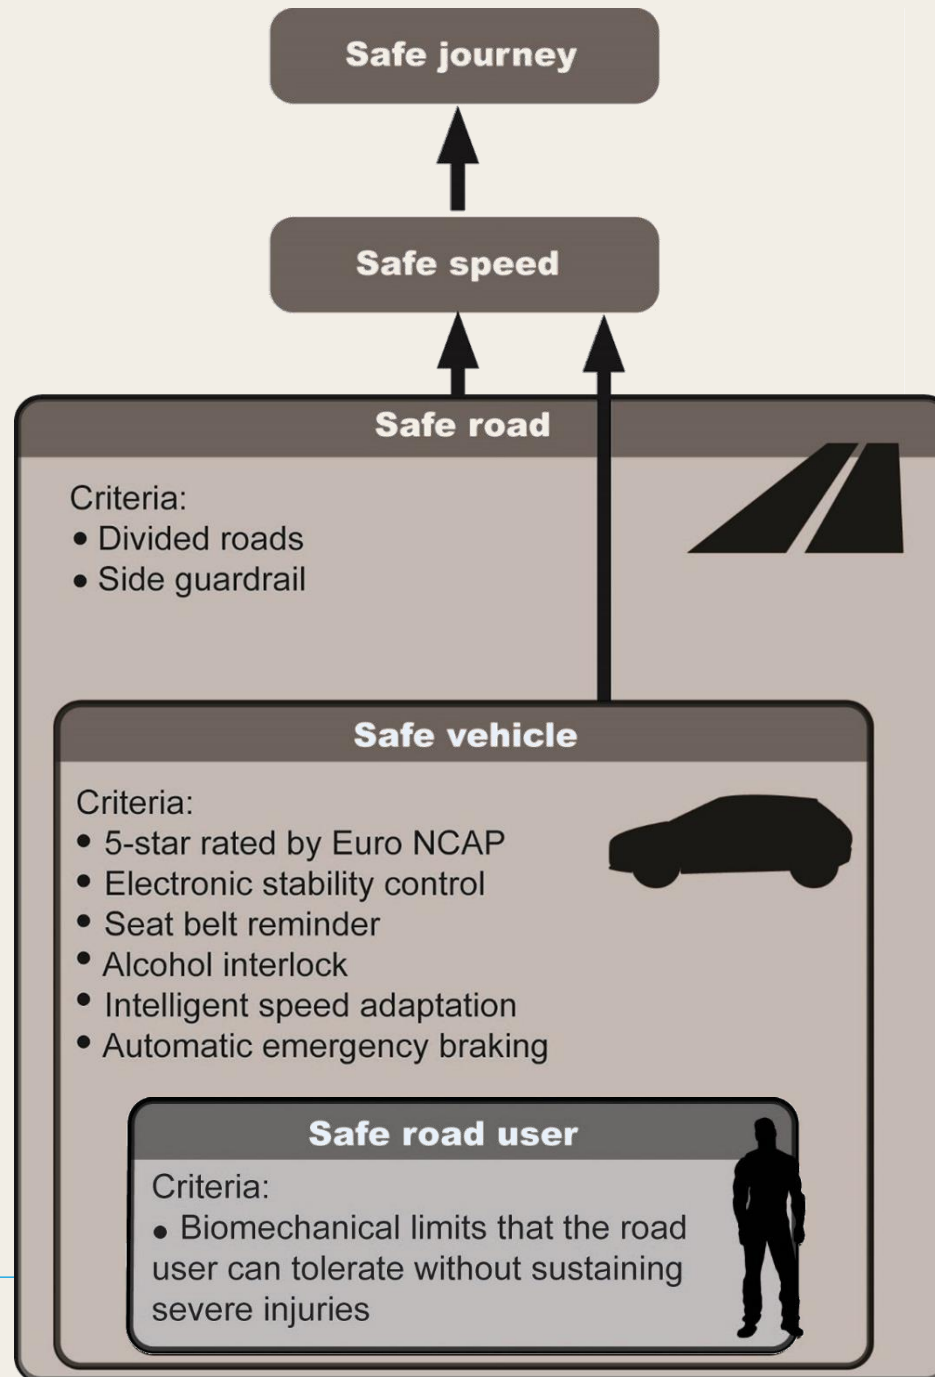 Safe journey
Safe speed
Safe road
Criteria:
• Divided roads
• Side guardrail
Safe vehicle
Criteria:
• 5-star rated by Euro NCAP
• Electronic stability control
• Seat belt reminder
• Alcohol interlock
• Intelligent speed adaptation
• Automatic emergency braking
Safe road user
Criteria:
• Biomechanical limits that the road
user can tolerate without sustaining
severe injuries